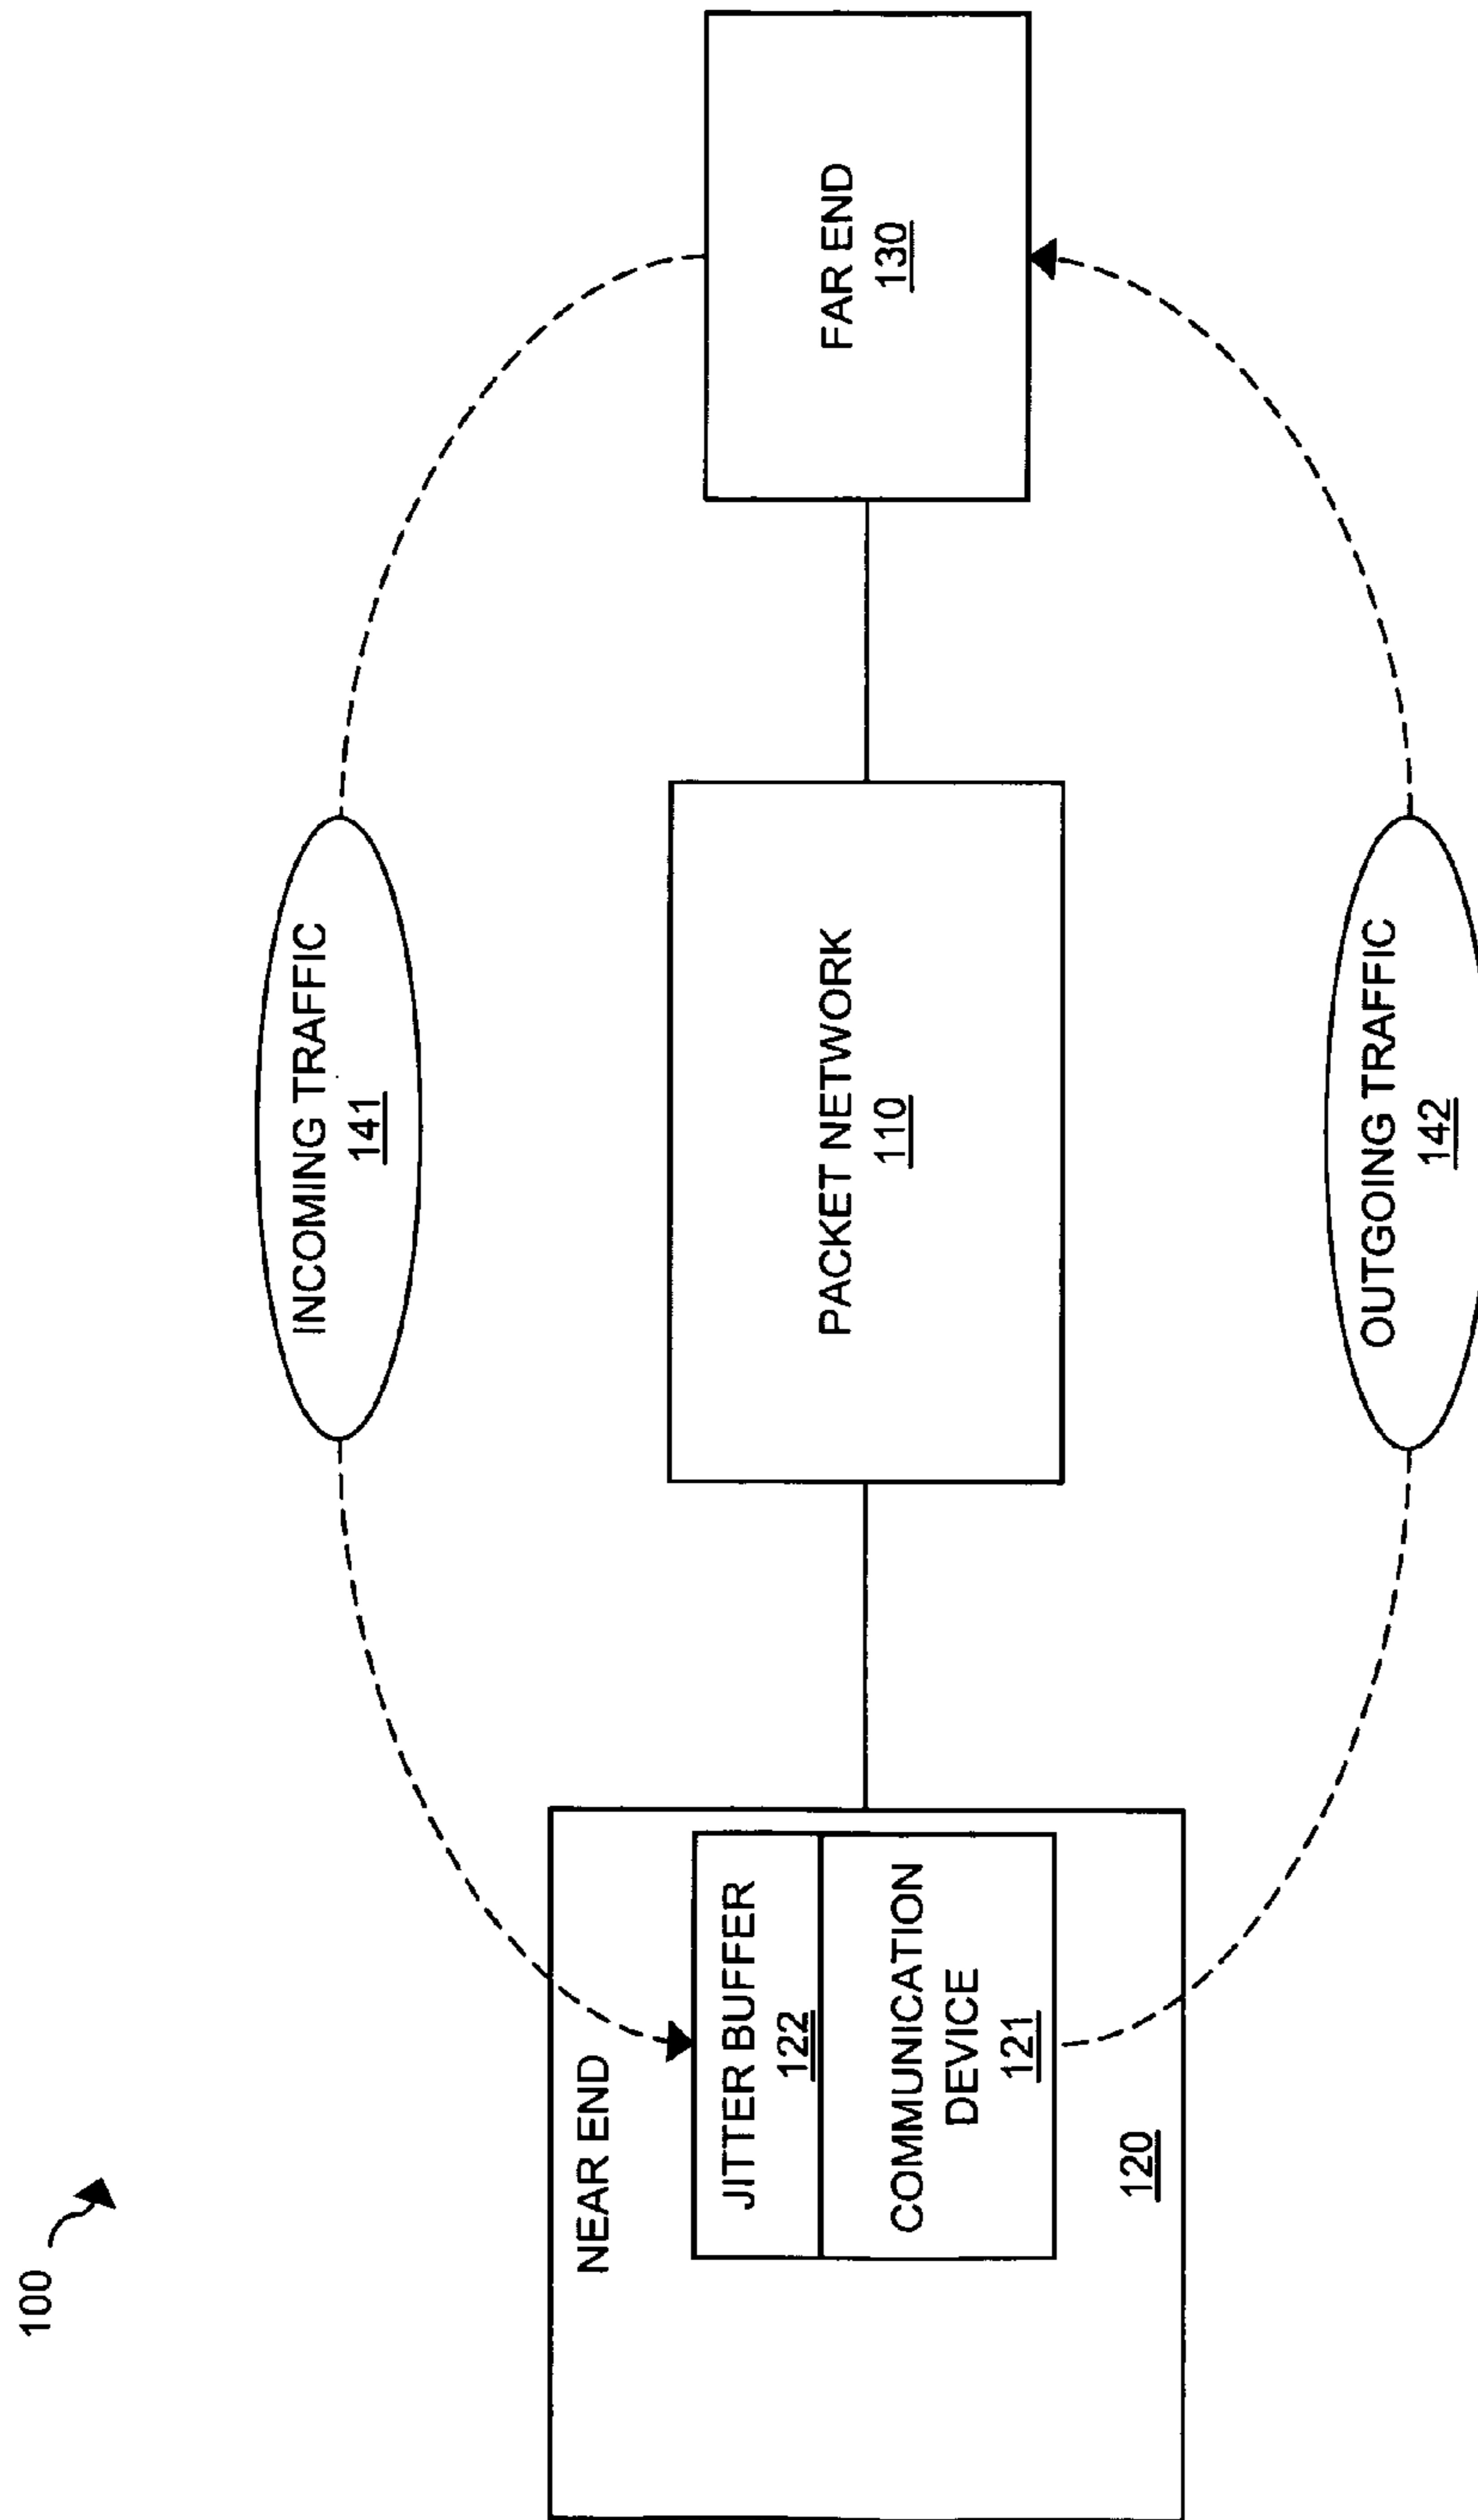 100
INCOMING TRAFFIC
141
NEAR END
JITTER BUFFER
122
COMMUNICATION
DEVICE
121
120
PACKET NETWORK
110
FAR END
130
OUTGOING TRAFFIC
142